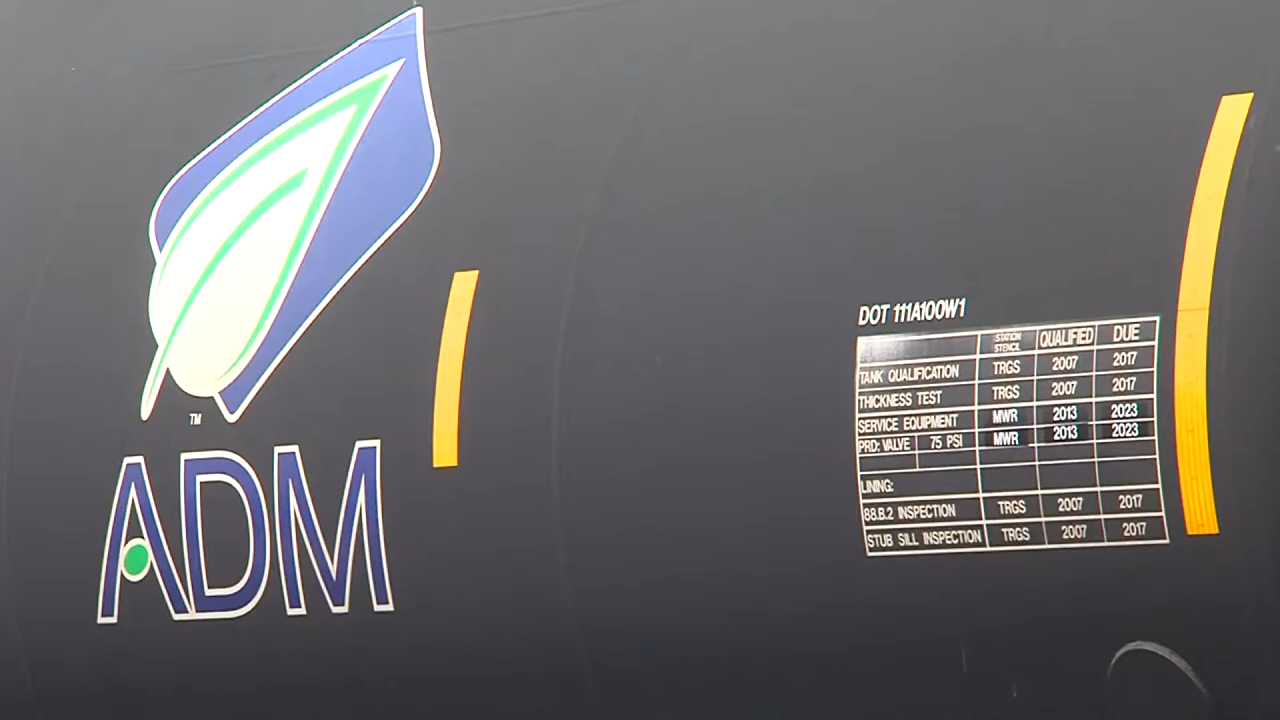 TM
ADM
DOT 111A100W1
STATION STENCIL QUALIFIED DUE
TANK QUALIFICATION TRGS 2007 2017
THICKNESS TEST TRGS 2007 2017
SERVICE EQUIPMENT MWR 2013 2023
PRD: VALVE 75 PSI MWR 2013 2023
LINING:
88.B.2 INSPECTION TRGS 2007 2017
STUB SILL INSPECTION TRGS 2007 2017